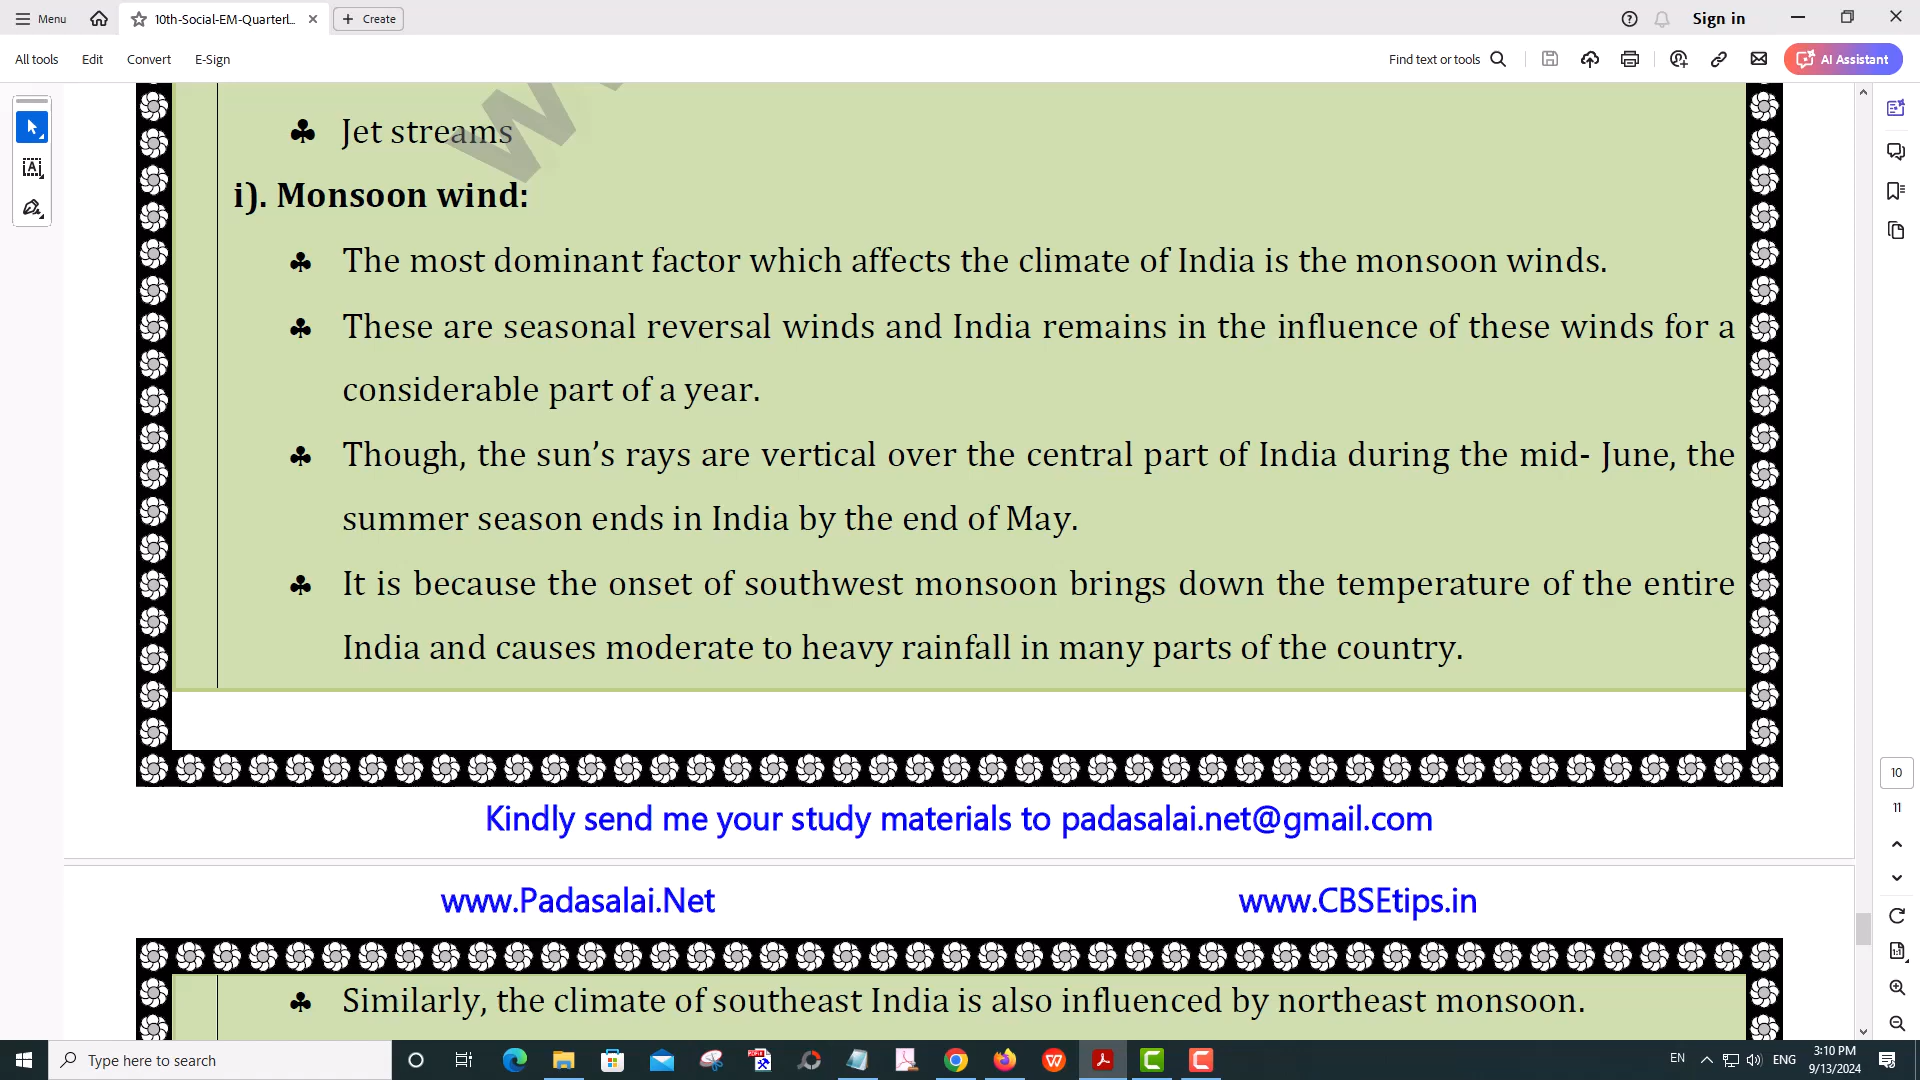 Menu
10th-Social-EM-Quarterl...
Create
Sign in
All tools
Edit
Convert
E-Sign
Find text or tools
AI Assistant
W
♣ Jet streams
i). Monsoon wind:
♣ The most dominant factor which affects the climate of India is the monsoon winds.
♣ These are seasonal reversal winds and India remains in the influence of these winds for a
considerable part of a year.
♣ Though, the sun’s rays are vertical over the central part of India during the mid- June, the
summer season ends in India by the end of May.
♣ It is because the onset of southwest monsoon brings down the temperature of the entire
India and causes moderate to heavy rainfall in many parts of the country.
Kindly send me your study materials to padasalai.net@gmail.com
www.Padasalai.Net
www.CBSEtips.in
♣ Similarly, the climate of southeast India is also influenced by northeast monsoon.
10
11
1:1
Type here to search
EN
ENG
3:10 PM
9/13/2024